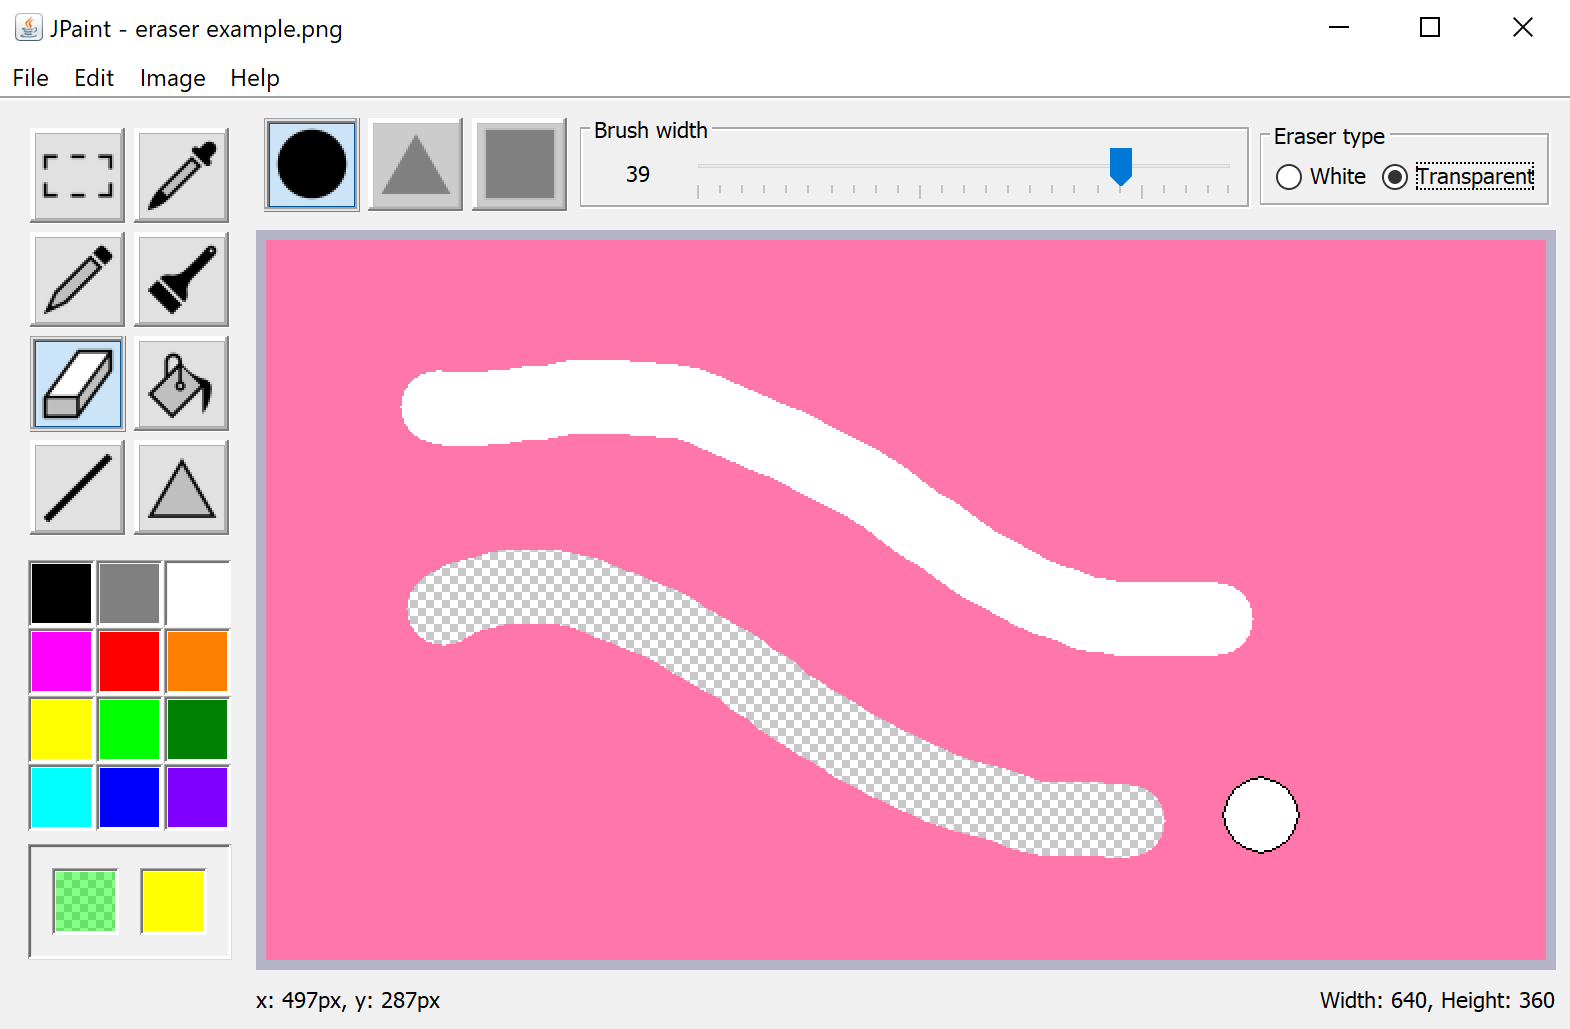 JPaint - eraser example.png
File Edit Image Help
Brush width
39
Eraser type
White Transparent
x: 497px, y: 287px
Width: 640, Height: 360